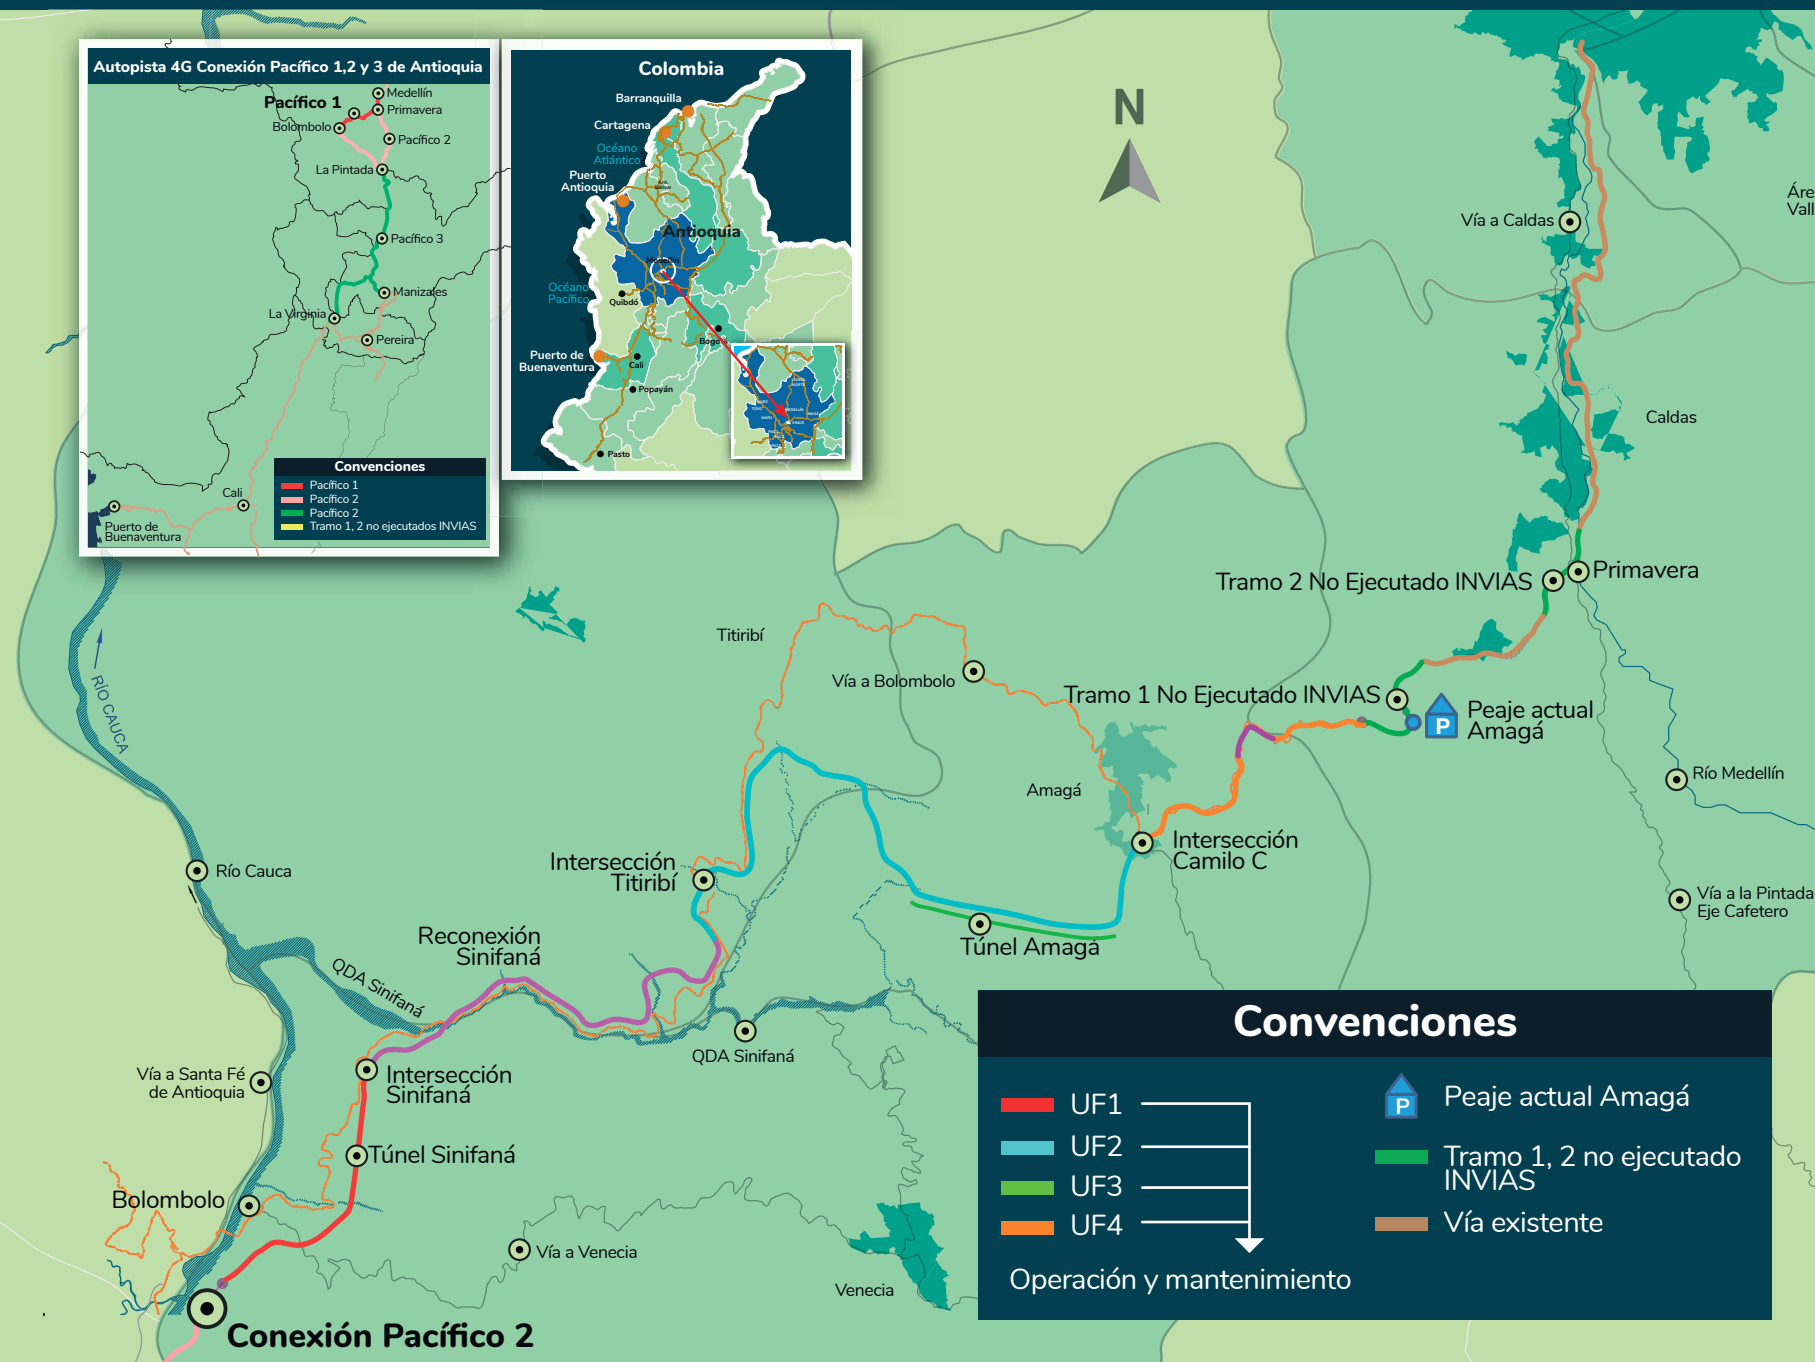 Autopista 4G Conexión Pacífico 1,2 y 3 de Antioquia
Medellín
Pacífico 1
Primavera
Bolombolo
Pacífico 2
La Pintada
Pacífico 3
Manizales
La Virginia
Pereira
Cali
Puerto de
Buenaventura
Convenciones
Pacífico 1
Pacífico 2
Pacífico 2
Tramo 1, 2 no ejecutados INVIAS
Colombia
Barranquilla
Cartagena
Océano
Atlántico
Puerto
Antioquia
Antioquia
Medellín
Océano
Pacífico
Quibdó
Bogotá
Puerto de
Buenaventura
Cali
Popayán
Pasto
N
Vía a Caldas
Áre
Vall
Caldas
Tramo 2 No Ejecutado INVIAS
Primavera
Titiribí
Vía a Bolombolo
Tramo 1 No Ejecutado INVIAS
P
Peaje actual
Amagá
RÍO CAUCA
Río Medellín
Amagá
Intersección
Camilo C
Intersección
Titiribí
Río Cauca
Vía a la Pintada
Eje Cafetero
Túnel Amagá
Reconexión
Sinifaná
QDA Sinifaná
QDA Sinifaná
Vía a Santa Fé
de Antioquia
Intersección
Sinifaná
Túnel Sinifaná
Bolombolo
Vía a Venecia
Venecia
Conexión Pacífico 2
Convenciones
UF1
UF2
UF3
UF4
Operación y mantenimiento
P
Peaje actual Amagá
Tramo 1, 2 no ejecutado
INVIAS
Vía existente